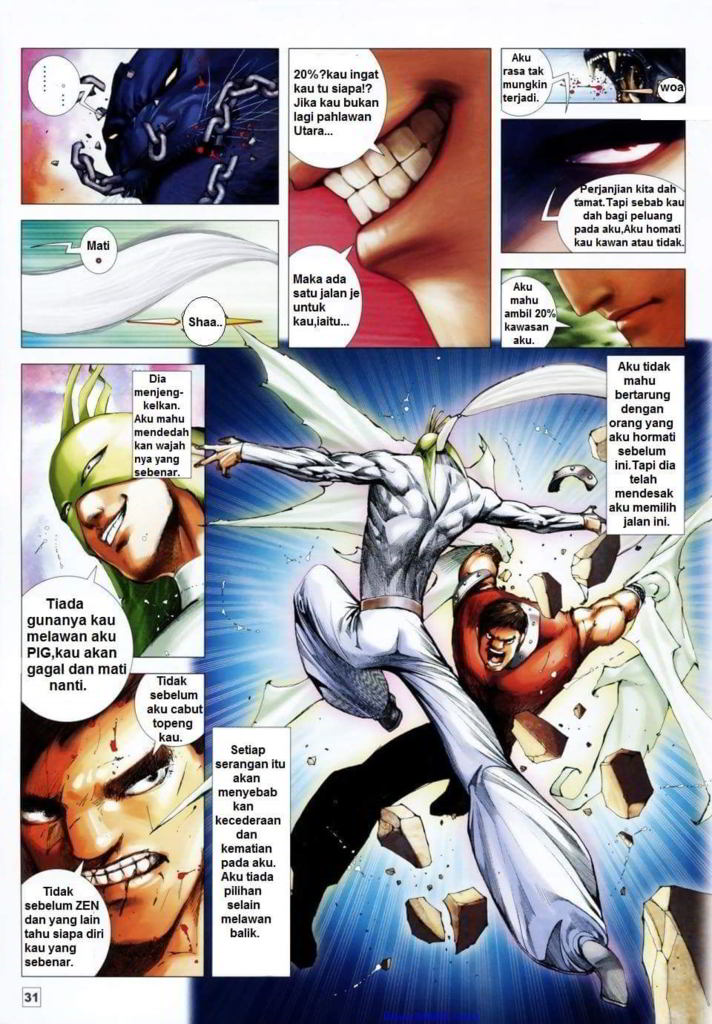 ......
20%?kau ingat
kau tu siapa!?
Jika kau bukan
lagi pahlawan
Utara...
Aku
rasa tak
mungkin
terjadi.
woa
Perjanjian kita dah
tamat.Tapi sebab kau
dah bagi peluang
pada aku,Aku homati
kau kawan atau tidak.
Mati
Shaa..
Maka ada
satu jalan je
untuk
kau,iaitu...
Aku
mahu
ambil 20%
kawasan
aku.
Dia
menjeng-
kelkan.
Aku mahu
mendedah
kan wajah
nya yang
sebenar.
Aku tidak
mahu
bertarung
dengan
orang yang
aku hormati
sebelum
ini.Tapi dia
telah
mendesak
aku memilih
jalan ini.
Tiada
gunanya kau
melawan aku
PIG,kau akan
gagal dan mati
nanti.
Tidak
sebelum
aku cabut
topeng
kau.
Setiap
serangan itu
akan
menyebab
kan
kecederaan
dan
kematian
pada aku.
Aku tiada
pilihan
selain
melawan
balik.
Tidak
sebelum ZEN
dan yang lain
tahu siapa diri
kau yang
sebenar.
31